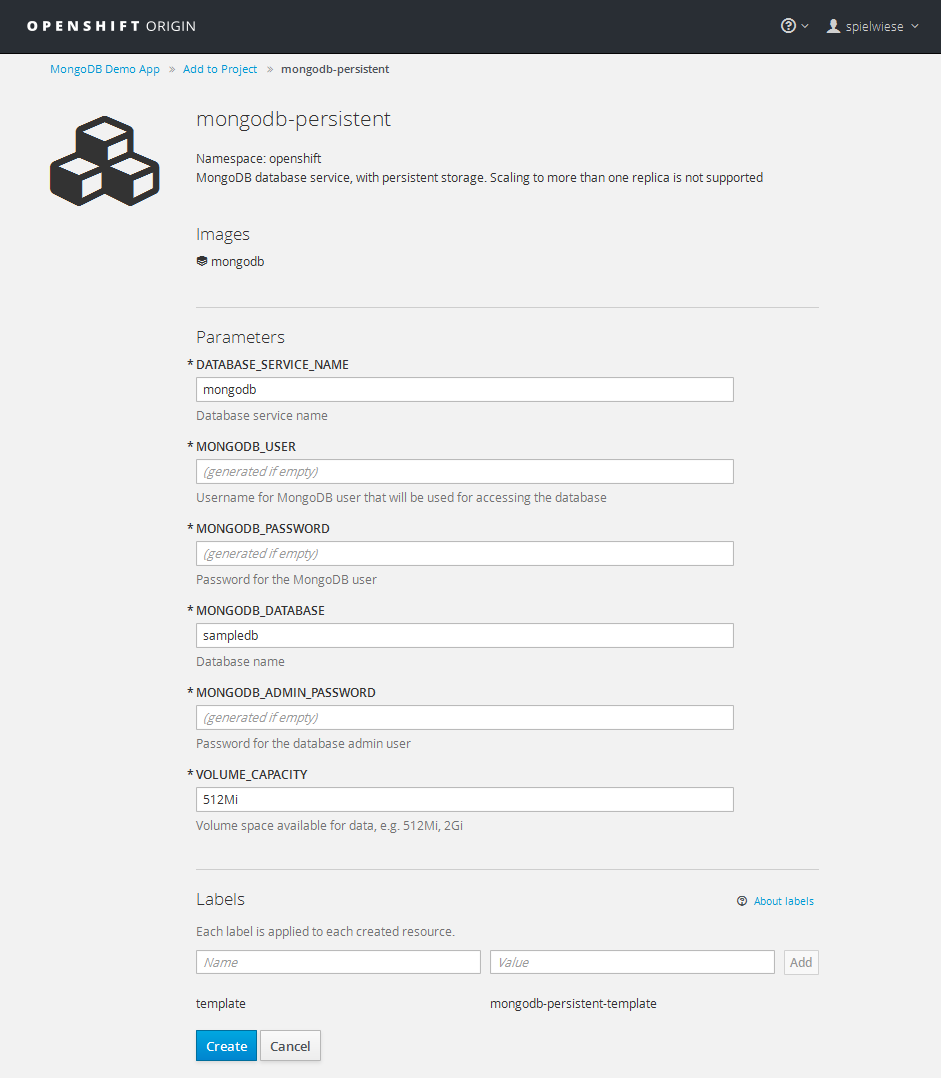 OPENSHIFT ORIGIN
spielwiese
MongoDB Demo App » Add to Project » mongodb-persistent
mongodb-persistent
Namespace: openshift
MongoDB database service, with persistent storage. Scaling to more than one replica is not supported
Images
mongodb
Parameters
* DATABASE_SERVICE_NAME
mongodb
Database service name
* MONGODB_USER
(generated if empty)
Username for MongoDB user that will be used for accessing the database
* MONGODB_PASSWORD
(generated if empty)
Password for the MongoDB user
* MONGODB_DATABASE
sampledb
Database name
* MONGODB_ADMIN_PASSWORD
(generated if empty)
Password for the database admin user
* VOLUME_CAPACITY
512Mi
Volume space available for data, e.g. 512Mi, 2Gi
Labels
About labels
Each label is applied to each created resource.
Name Value Add
template mongodb-persistent-template
Create Cancel